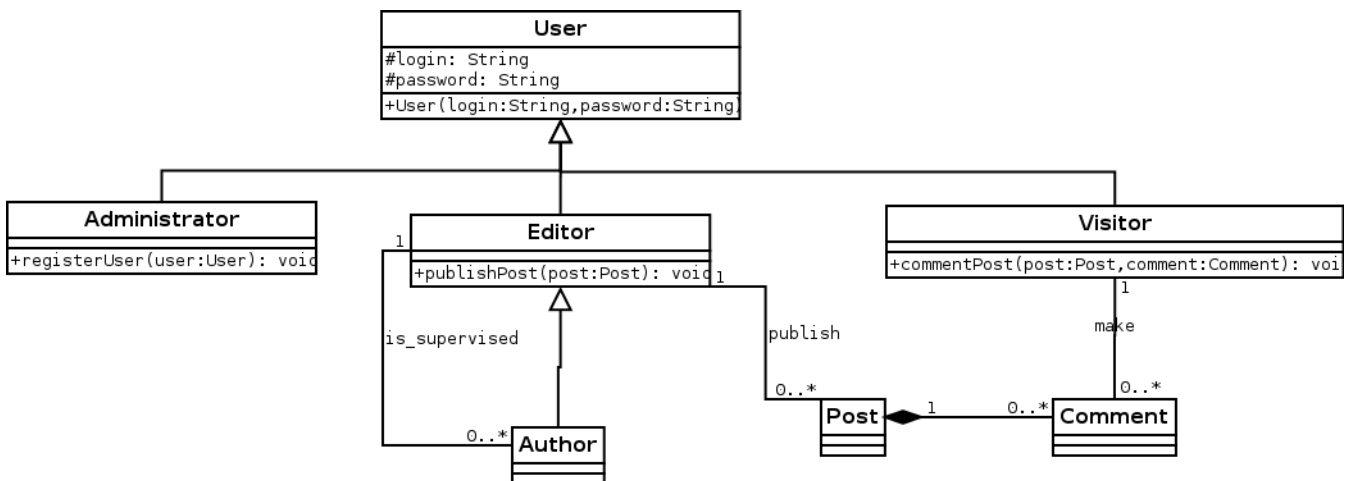 User
#login: String
#password: String
+User(login:String,password:String)
Administrator
+registerUser(user:User): void
Editor
+publishPost(post:Post): void
Visitor
+commentPost(post:Post,comment:Comment): voi
1
1
1
is_supervised
publish
make
0..*
0..*
0..*
Post
1
0..*
Comment
Author